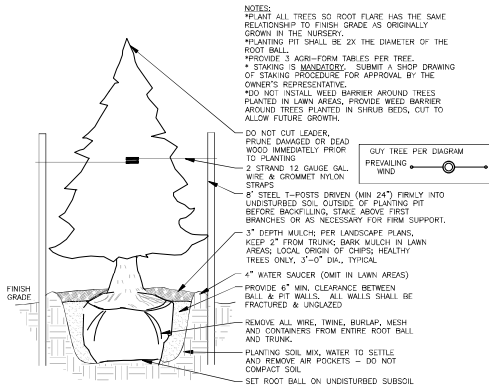 NOTES:
*PLANT ALL TREES SO ROOT FLARE HAS THE SAME
RELATIONSHIP TO FINISH GRADE AS ORIGINALLY
GROWN IN THE NURSERY.
*PLANTING PIT SHALL BE 2X THE DIAMETER OF THE
ROOT BALL.
*PROVIDE 3 AGRI-FORM TABLES PER TREE.
* STAKING IS MANDATORY. SUBMIT A SHOP DRAWING
OF STAKING PROCEDURE FOR APPROVAL BY THE
OWNER'S REPRESENTATIVE.
*DO NOT INSTALL WEED BARRIER AROUND TREES
PLANTED IN LAWN AREAS, PROVIDE WEED BARRIER
AROUND TREES PLANTED IN SHRUB BEDS, CUT TO
ALLOW FUTURE GROWTH.
DO NOT CUT LEADER,
PRUNE DAMAGED OR DEAD
WOOD IMMEDIATELY PRIOR
TO PLANTING
GUY TREE PER DIAGRAM
PREVAILING
WIND
2 STRAND 12 GAUGE GAL.
WIRE & GROMMET NYLON
STRAPS
8' STEEL T-POSTS DRIVEN (MIN 24") FIRMLY INTO
UNDISTURBED SOIL OUTSIDE OF PLANTING PIT
BEFORE BACKFILLING, STAKE ABOVE FIRST
BRANCHES OR AS NECESSARY FOR FIRM SUPPORT.
3" DEPTH MULCH; PER LANDSCAPE PLANS,
KEEP 2" FROM TRUNK: BARK MULCH IN LAWN
AREAS; LOCAL ORIGIN OF CHIPS; HEALTHY
TREES ONLY, 3'-0" DIA., TYPICAL
4" WATER SAUCER (OMIT IN LAWN AREAS)
FINISH
GRADE
PROVIDE 6" MIN. CLEARANCE BETWEEN
BALL & PIT WALLS. ALL WALLS SHALL BE
FRACTURED & UNGLAZED
REMOVE ALL WIRE, TWINE, BURLAP, MESH
AND CONTAINERS FROM ENTIRE ROOT BALL
AND TRUNK.
PLANTING SOIL MIX, WATER TO SETTLE
AND REMOVE AIR POCKETS - DO NOT
COMPACT SOIL
SET ROOT BALL ON UNDISTURBED SUBSOIL